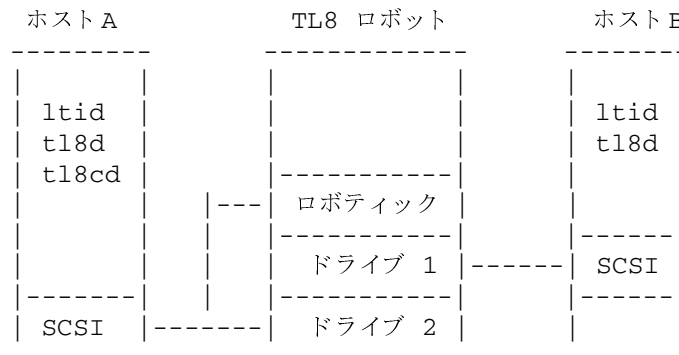 ホストA TL8 ロボット ホストB
ltid ltid
tl8d tl8d
tl8cd
ロボティック
ドライブ 1 SCSI
SCSI ドライブ 2